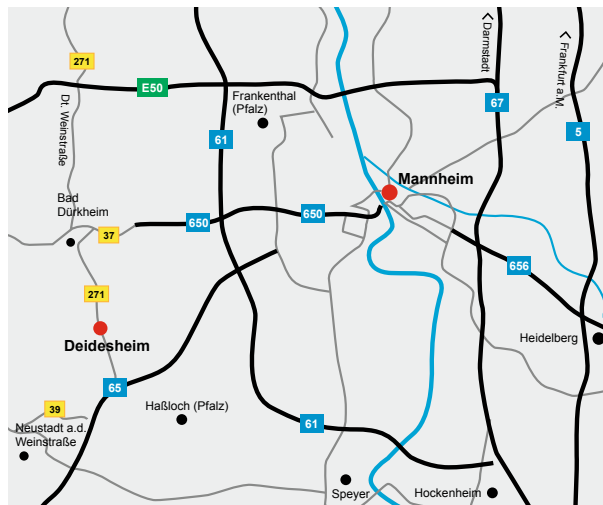 Darmstadt
Frankfurt a.M.
271
E50
Frankenthal
(Pfalz)
67
5
61
Dt. Weinstraße
Mannheim
Bad
Dürkheim
650
650
37
656
271
Heidelberg
Deidesheim
65
39
Haßloch (Pfalz)
61
Neustadt a.d.
Weinstraße
Speyer
Hockenheim